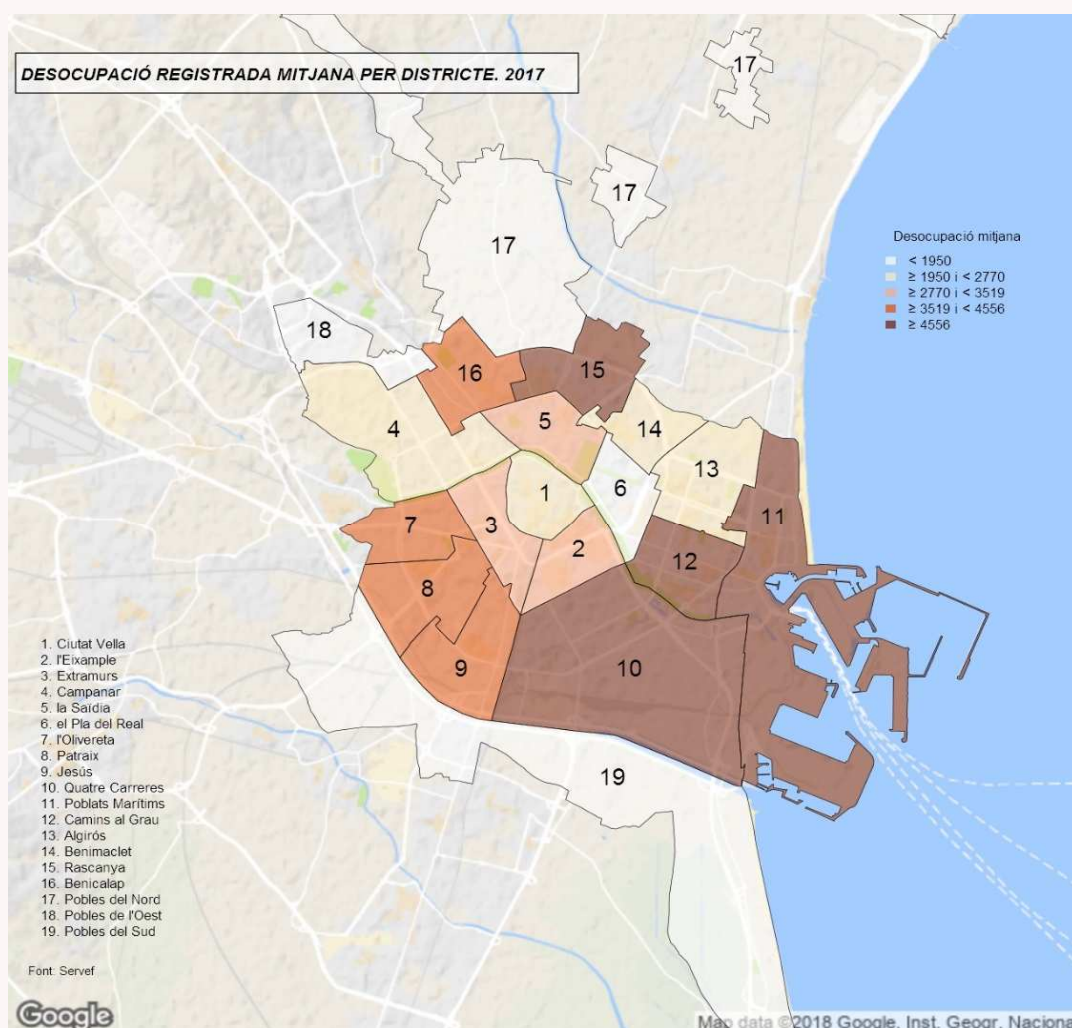 DESOCUPACIÓ REGISTRADA MITJANA PER DISTRICTE. 2017
17
17
17
Desocupació mitjana
< 1950
≥ 1950 i < 2770
≥ 2770 i < 3519
≥ 3519 i < 4556
≥ 4556
18
16
15
5
4
14
13
6
1
11
3
7
2
12
8
10
9
19
1. Ciutat Vella
2. l'Eixample
3. Extramurs
4. Campanar
5. la Saïdia
6. el Pla del Real
7. l'Olivereta
8. Patraix
9. Jesús
10. Quatre Carreres
11. Poblats Marítims
12. Camins al Grau
13. Algirós
14. Benimaclet
15. Rascanya
16. Benicalap
17. Pobles del Nord
18. Pobles de l'Oest
19. Pobles del Sud
Font: Servef
Google
Map data ©2018 Google, Inst. Geogr. Naciona